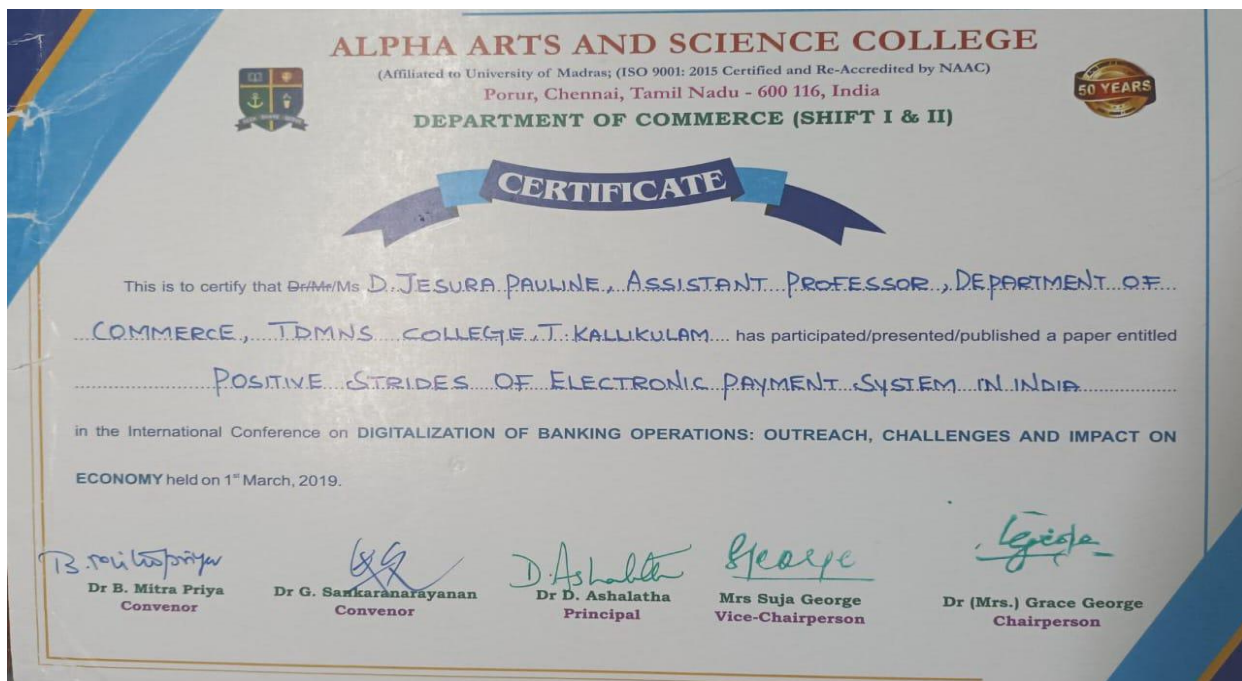 ALPHA ARTS AND SCIENCE COLLEGE
(Affiliated to University of Madras; (ISO 9001: 2015 Certified and Re-Accredited by NAAC)
Porur, Chennai, Tamil Nadu - 600 116, India
50 YEARS
DEPARTMENT OF COMMERCE (SHIFT I & II)
CERTIFICATE
This is to certify that Dr/Mr/Ms D. JESURA PAULINE, ASSISTANT PROFESSOR, DEPARTMENT OF
COMMERCE, TDMNS COLLEGE, T. KALLIKULAM has participated/presented/published a paper entitled
POSITIVE STRIDES OF ELECTRONIC PAYMENT SYSTEM IN INDIA
in the International Conference on DIGITALIZATION OF BANKING OPERATIONS: OUTREACH, CHALLENGES AND IMPACT ON
ECONOMY held on 1st March, 2019.
D. Ashalatha
SGeorge
Dr B. Mitra Priya
Convenor
Dr G. Sankaranarayanan
Convenor
Dr D. Ashalatha
Principal
Mrs Suja George
Vice-Chairperson
Dr (Mrs.) Grace George
Chairperson